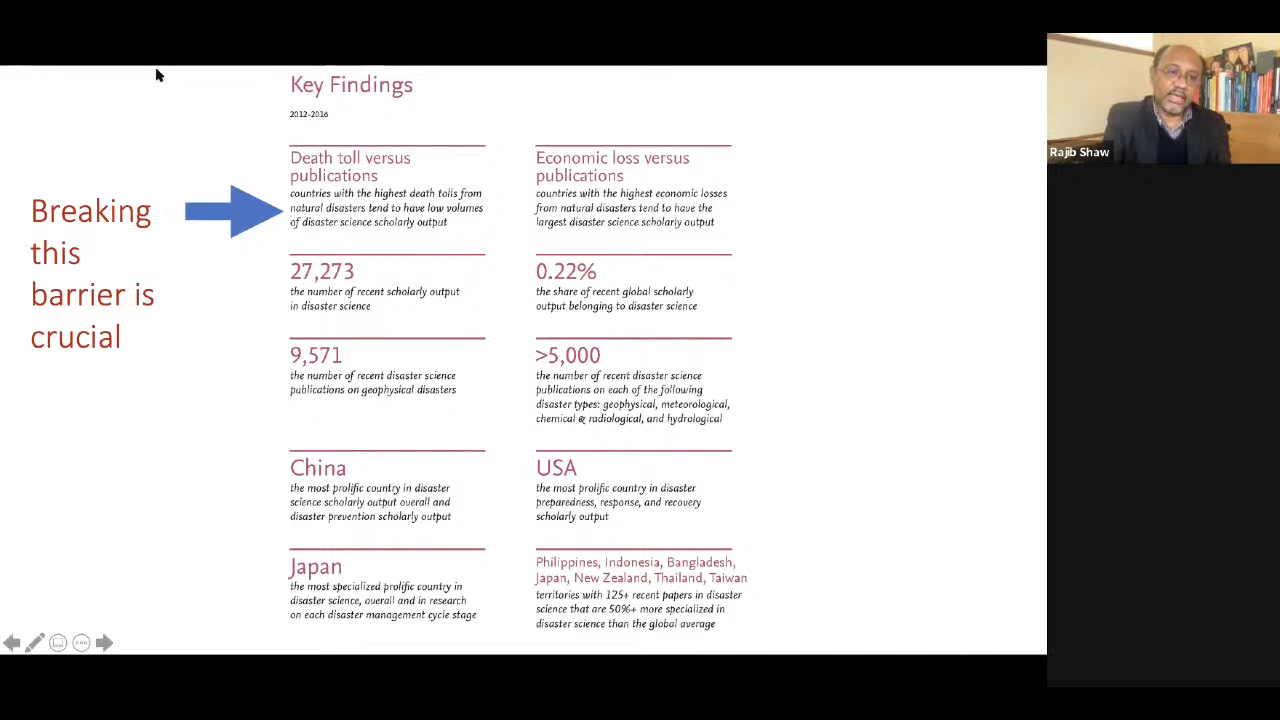 Key Findings
2012-2016
Breaking
this
barrier is
crucial
Death toll versus
publications
countries with the highest death tolls from
natural disasters tend to have low volumes
of disaster science scholarly output
Economic loss versus
publications
countries with the highest economic losses
from natural disasters tend to have the
largest disaster science scholarly output
27,273
the number of recent scholarly output
in disaster science
0.22%
the share of recent global scholarly
output belonging to disaster science
9,571
the number of recent disaster science
publications on geophysical disasters
>5,000
the number of recent disaster science
publications on each of the following
disaster types: geophysical, meteorological,
chemical & radiological, and hydrological
China
the most prolific country in disaster
science scholarly output overall and
disaster prevention scholarly output
USA
the most prolific country in disaster
preparedness, response, and recovery
scholarly output
Japan
the most specialized prolific country in
disaster science, overall and in research
on each disaster management cycle stage
Philippines, Indonesia, Bangladesh,
Japan, New Zealand, Thailand, Taiwan
territories with 125+ recent papers in disaster
science that are 50%+ more specialized in
disaster science than the global average
Rajib Shaw